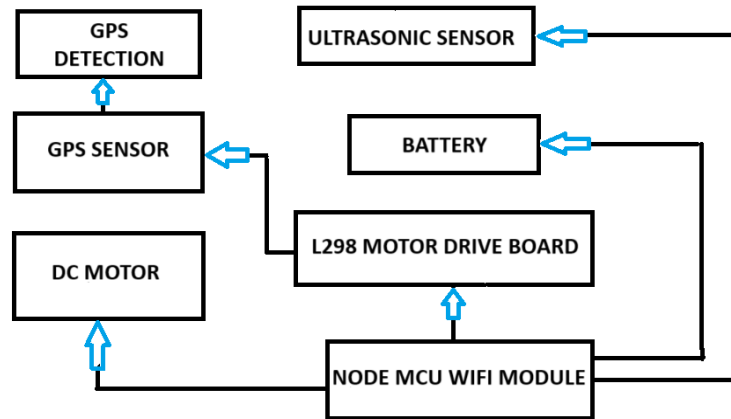 GPS
DETECTION
ULTRASONIC SENSOR
GPS SENSOR
BATTERY
L298 MOTOR DRIVE BOARD
DC MOTOR
NODE MCU WIFI MODULE